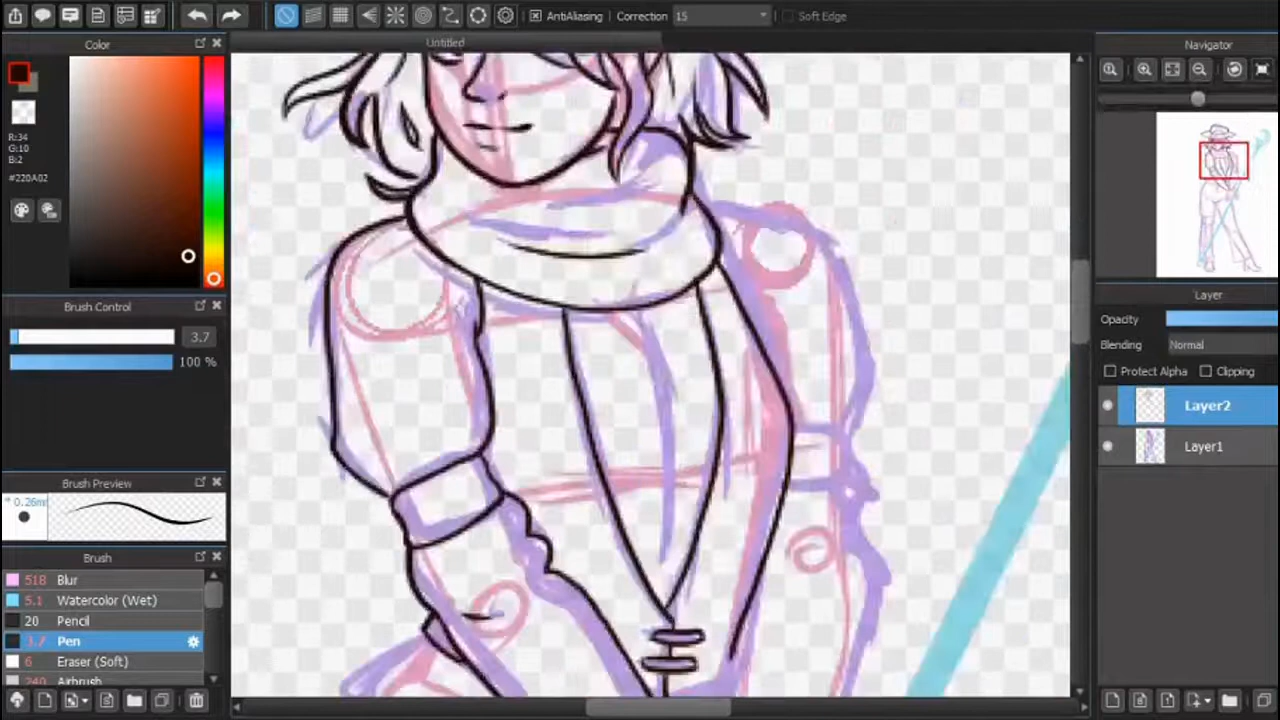 AntiAliasing Correction 15 Soft Edge
Untitled
Color
R:34
G:10
B:2
#220A02
Brush Control
3.7
100 %
Brush Preview
0.26m
Brush
518 Blur
5.1 Watercolor (Wet)
20 Pencil
3.7 Pen
6 Eraser (Soft)
240 Airbrush
Navigator
Layer
Opacity
Blending Normal
Protect Alpha Clipping
Layer2
Layer1